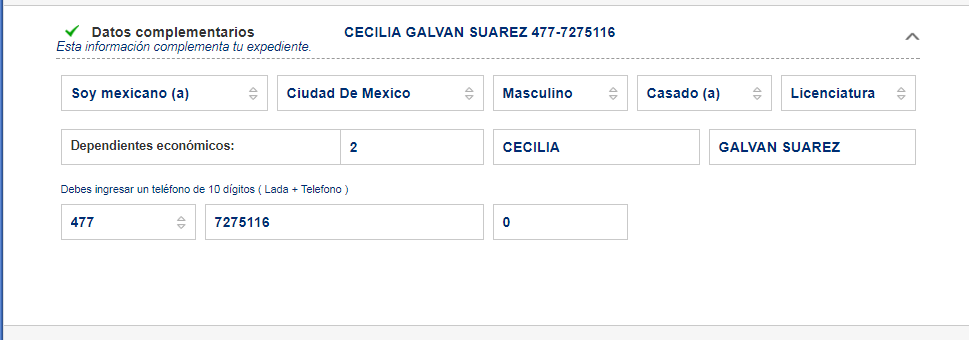 Datos complementarios CECILIA GALVAN SUAREZ 477-7275116
Esta información complementa tu expediente.
Soy mexicano (a) Ciudad De Mexico Masculino Casado (a) Licenciatura
Dependientes económicos: 2 CECILIA GALVAN SUAREZ
Debes ingresar un teléfono de 10 dígitos ( Lada + Telefono )
477 7275116 0